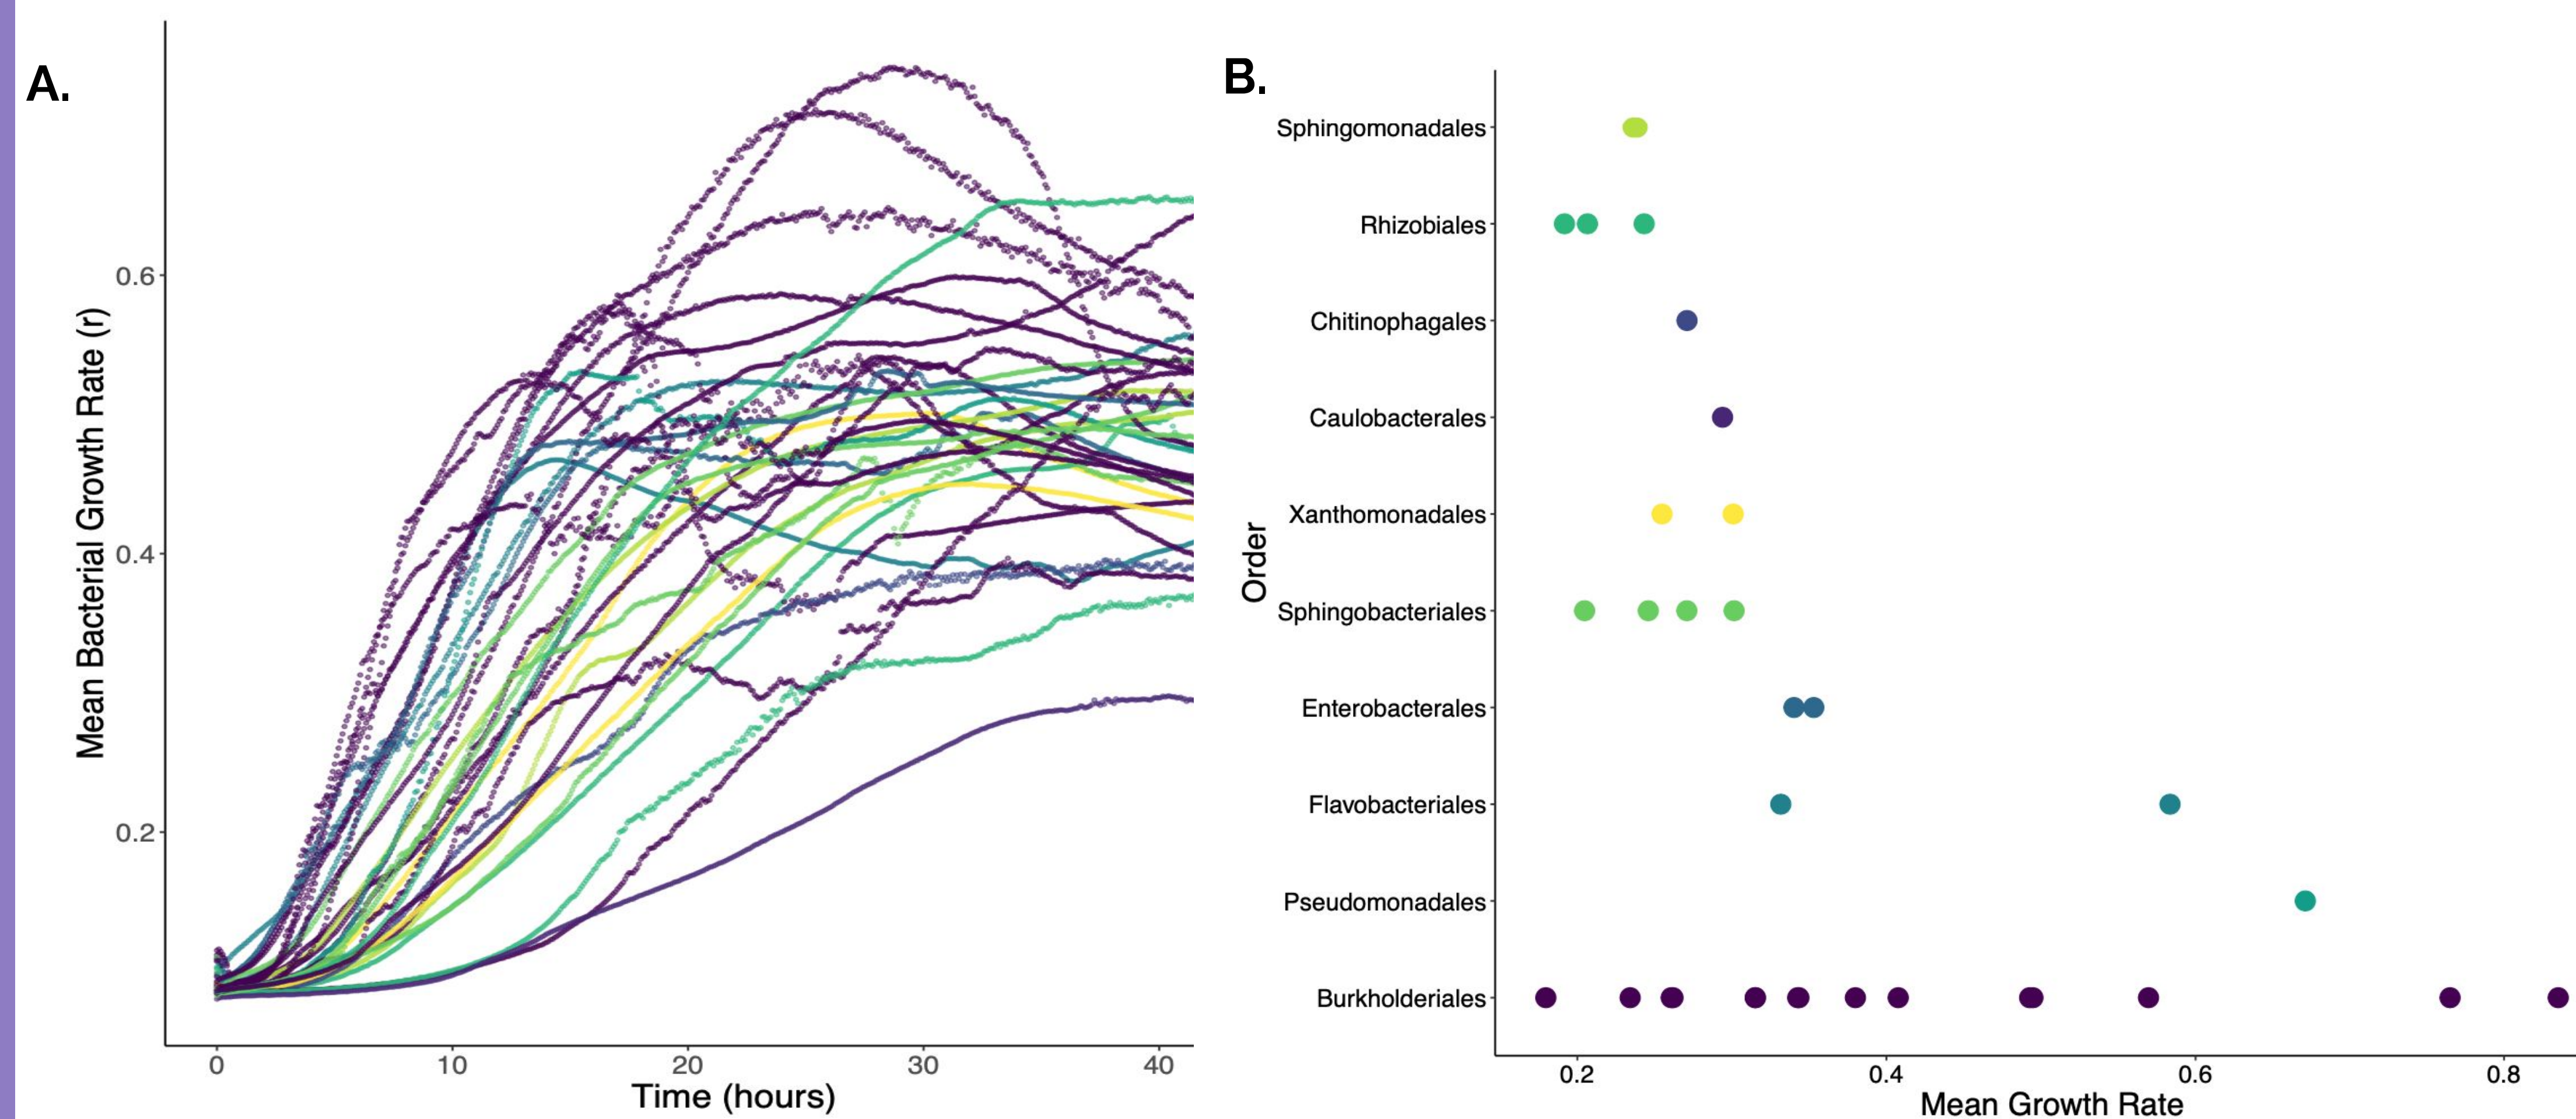 A.
Mean Bacterial Growth Rate (r)
0.6
0.4
0.2
0 10 20 30 40
Time (hours)
B.
Order
Sphingomonadales
Rhizobiales
Chitinophagales
Caulobacterales
Xanthomonadales
Sphingobacteriales
Enterobacterales
Flavobacteriales
Pseudomonadales
Burkholderiales
0.2 0.4 0.6 0.8
Mean Growth Rate